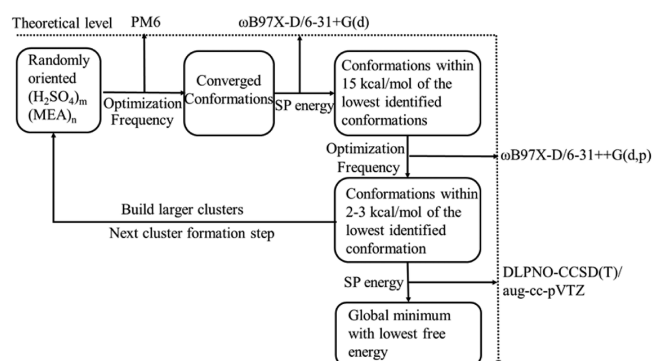 Theoretical level
PM6
ωB97X-D/6-31+G(d)
Randomly
oriented
(H2SO4)m
(MEA)n
Optimization
Frequency
Converged
Conformations
SP energy
Conformations within
15 kcal/mol of the
lowest identified
conformations
Optimization
Frequency
ωB97X-D/6-31++G(d,p)
Conformations within
2-3 kcal/mol of the
lowest identified
conformation
Build larger clusters
Next cluster formation step
SP energy
DLPNO-CCSD(T)/
aug-cc-pVTZ
Global minimum
with lowest free
energy